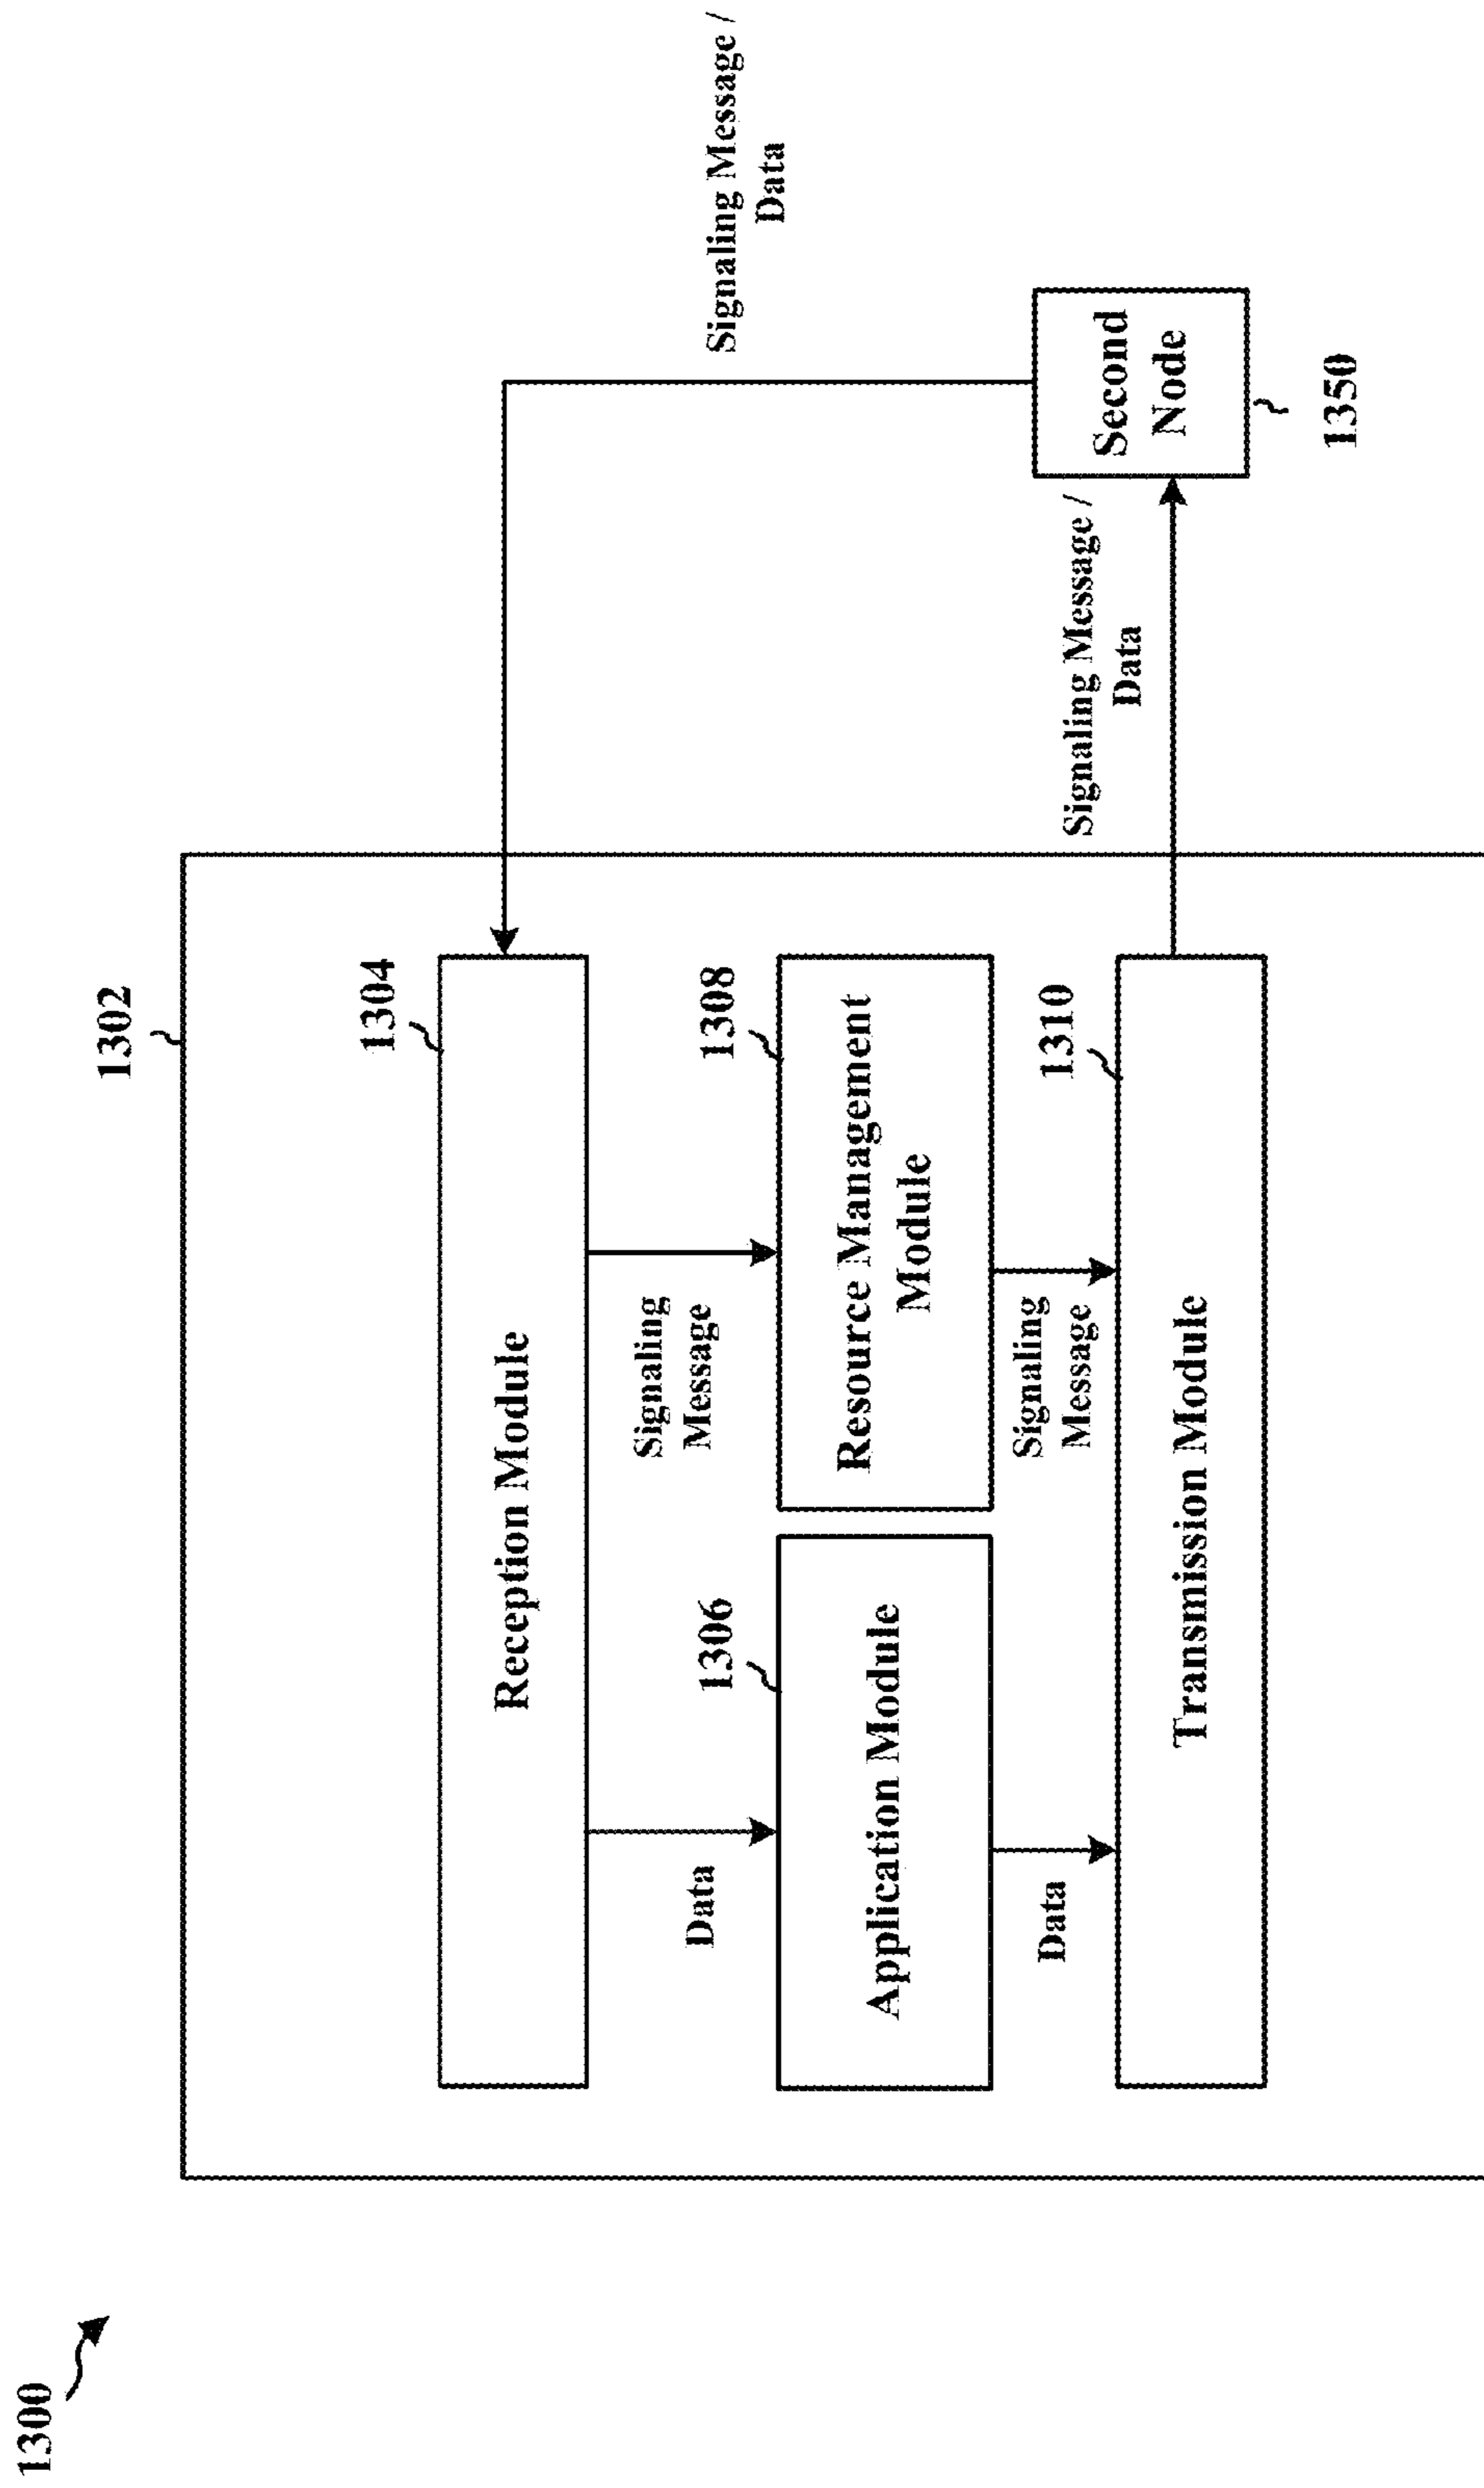 1300
1302
1304
Reception Module
Signaling Message /
Data
Data
Signaling
Message
1306
Application Module
1308
Resource Management
Module
Data
Signaling
Message
1310
Transmission Module
Signaling Message /
Data
Second
Node
1350